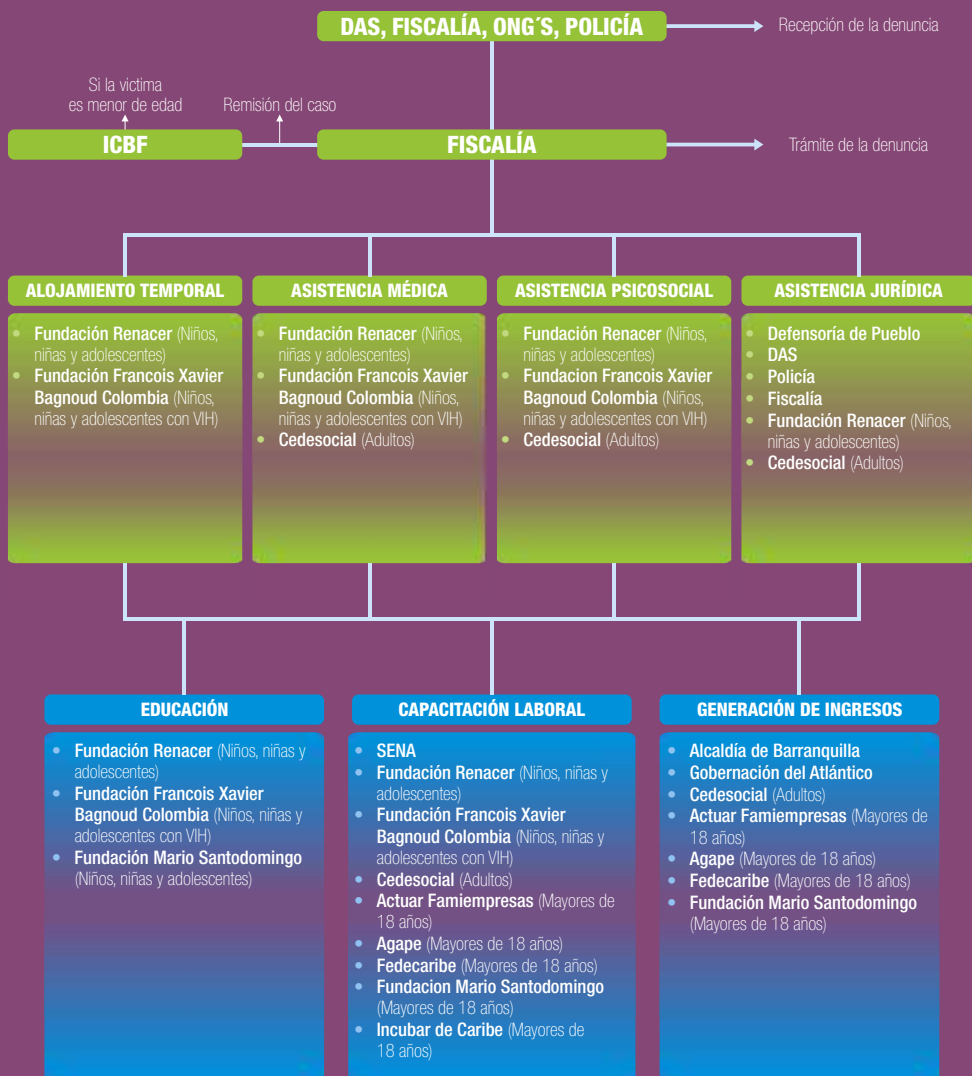 DAS, FISCALÍA, ONG´S, POLICÍA
Recepción de la denuncia
Si la victima
es menor de edad
Remisión del caso
ICBF
FISCALÍA
Trámite de la denuncia
ALOJAMIENTO TEMPORAL
• Fundación Renacer (Niños,
niñas y adolescentes)
• Fundación Francois Xavier
Bagnoud Colombia (Niños,
niñas y adolescentes con VIH)
ASISTENCIA MÉDICA
• Fundación Renacer (Niños,
niñas y adolescentes)
• Fundación Francois Xavier
Bagnoud Colombia (Niños,
niñas y adolescentes con VIH)
• Cedesocial (Adultos)
ASISTENCIA PSICOSOCIAL
• Fundación Renacer (Niños,
niñas y adolescentes)
• Fundacion Francois Xavier
Bagnoud Colombia (Niños,
niñas y adolescentes con VIH)
• Cedesocial (Adultos)
ASISTENCIA JURÍDICA
• Defensoría de Pueblo
• DAS
• Policía
• Fiscalía
• Fundación Renacer (Niños,
niñas y adolescentes)
• Cedesocial (Adultos)
EDUCACIÓN
• Fundación Renacer (Niños, niñas y
adolescentes)
• Fundación Francois Xavier
Bagnoud Colombia (Niños, niñas y
adolescentes con VIH)
• Fundación Mario Santodomingo
(Niños, niñas y adolescentes)
CAPACITACIÓN LABORAL
• SENA
• Fundación Renacer (Niños, niñas y
adolescentes)
• Fundación Francois Xavier
Bagnoud Colombia (Niños, niñas y
adolescentes con VIH)
• Cedesocial (Adultos)
• Actuar Famiempresas (Mayores de
18 años)
• Agape (Mayores de 18 años)
• Fedecaribe (Mayores de 18 años)
• Fundacion Mario Santodomingo
(Mayores de 18 años)
• Incubar de Caribe (Mayores de
18 años)
GENERACIÓN DE INGRESOS
• Alcaldía de Barranquilla
• Gobernación del Atlántico
• Cedesocial (Adultos)
• Actuar Famiempresas (Mayores de
18 años)
• Agape (Mayores de 18 años)
• Fedecaribe (Mayores de 18 años)
• Fundación Mario Santodomingo
(Mayores de 18 años)